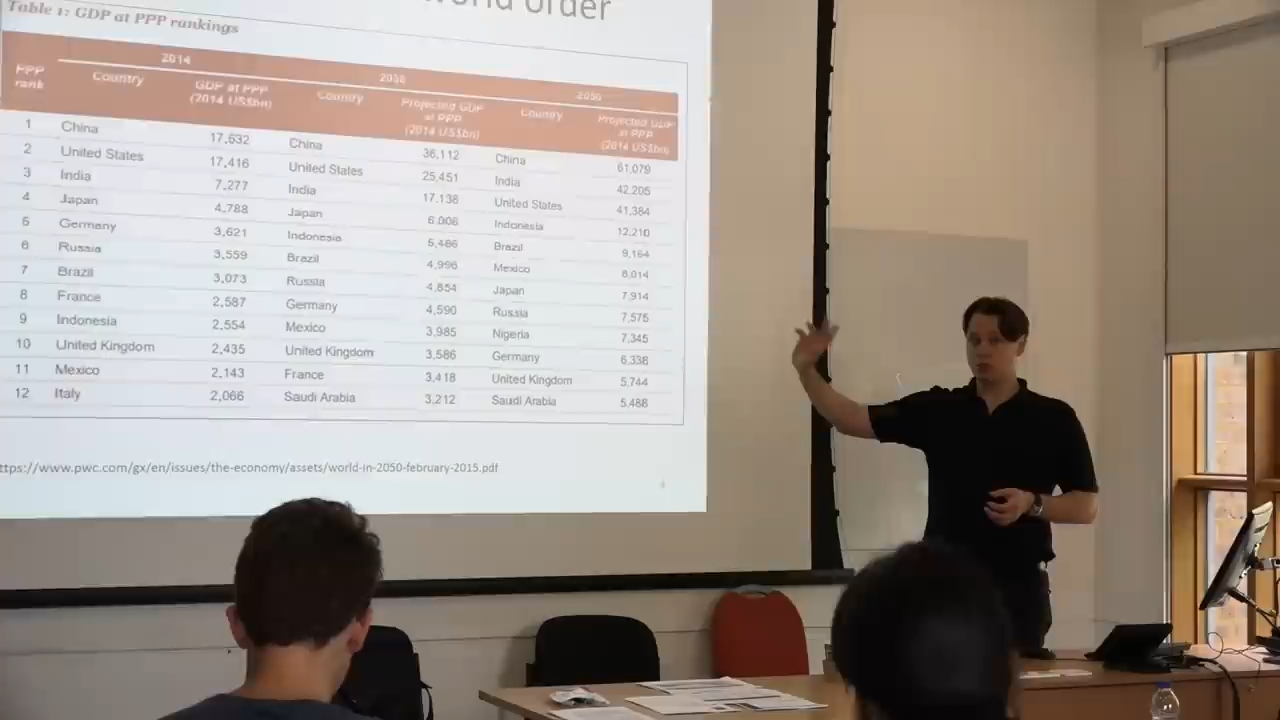 World Order
Table 1: GDP at PPP rankings
2014 2030 2050
PPP rank Country GDP at PPP (2014 US$bn) Country Projected GDP at PPP (2014 US$bn) Country Projected GDP at PPP (2014 US$bn)
1 China 17,632 China 36,112 China 61,079
2 United States 17,416 United States 25,451 India 42,205
3 India 7,277 India 17,138 United States 41,384
4 Japan 4,788 Japan 6,006 Indonesia 12,210
5 Germany 3,621 Indonesia 5,486 Brazil 9,164
6 Russia 3,559 Brazil 4,996 Mexico 8,014
7 Brazil 3,073 Russia 4,854 Japan 7,914
8 France 2,587 Germany 4,590 Russia 7,575
9 Indonesia 2,554 Mexico 3,985 Nigeria 7,345
10 United Kingdom 2,435 United Kingdom 3,586 Germany 6,338
11 Mexico 2,143 France 3,418 United Kingdom 5,744
12 Italy 2,066 Saudi Arabia 3,212 Saudi Arabia 5,488
ttps://www.pwc.com/gx/en/issues/the-economy/assets/world-in-2050-february-2015.pdf